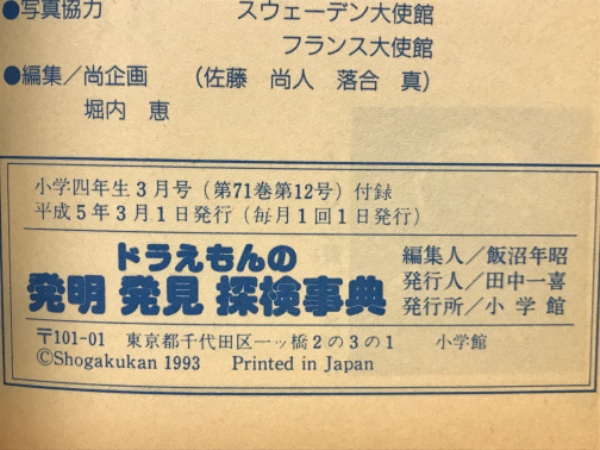 ●写真協力　　　スウェーデン大使館
フランス大使館
●編集／尚企画　（佐藤　尚人　落合　真）
堀内　恵
小学四年生3月号（第71巻第12号）付録
平成5年3月1日発行（毎月1回1日発行）
ドラえもんの
発明 発見 探検事典
編集人／飯沼年昭
発行人／田中一喜
発行所／小学館
〒101-01　東京都千代田区一ッ橋2の3の1　小学館
©Shogakukan 1993　Printed in Japan